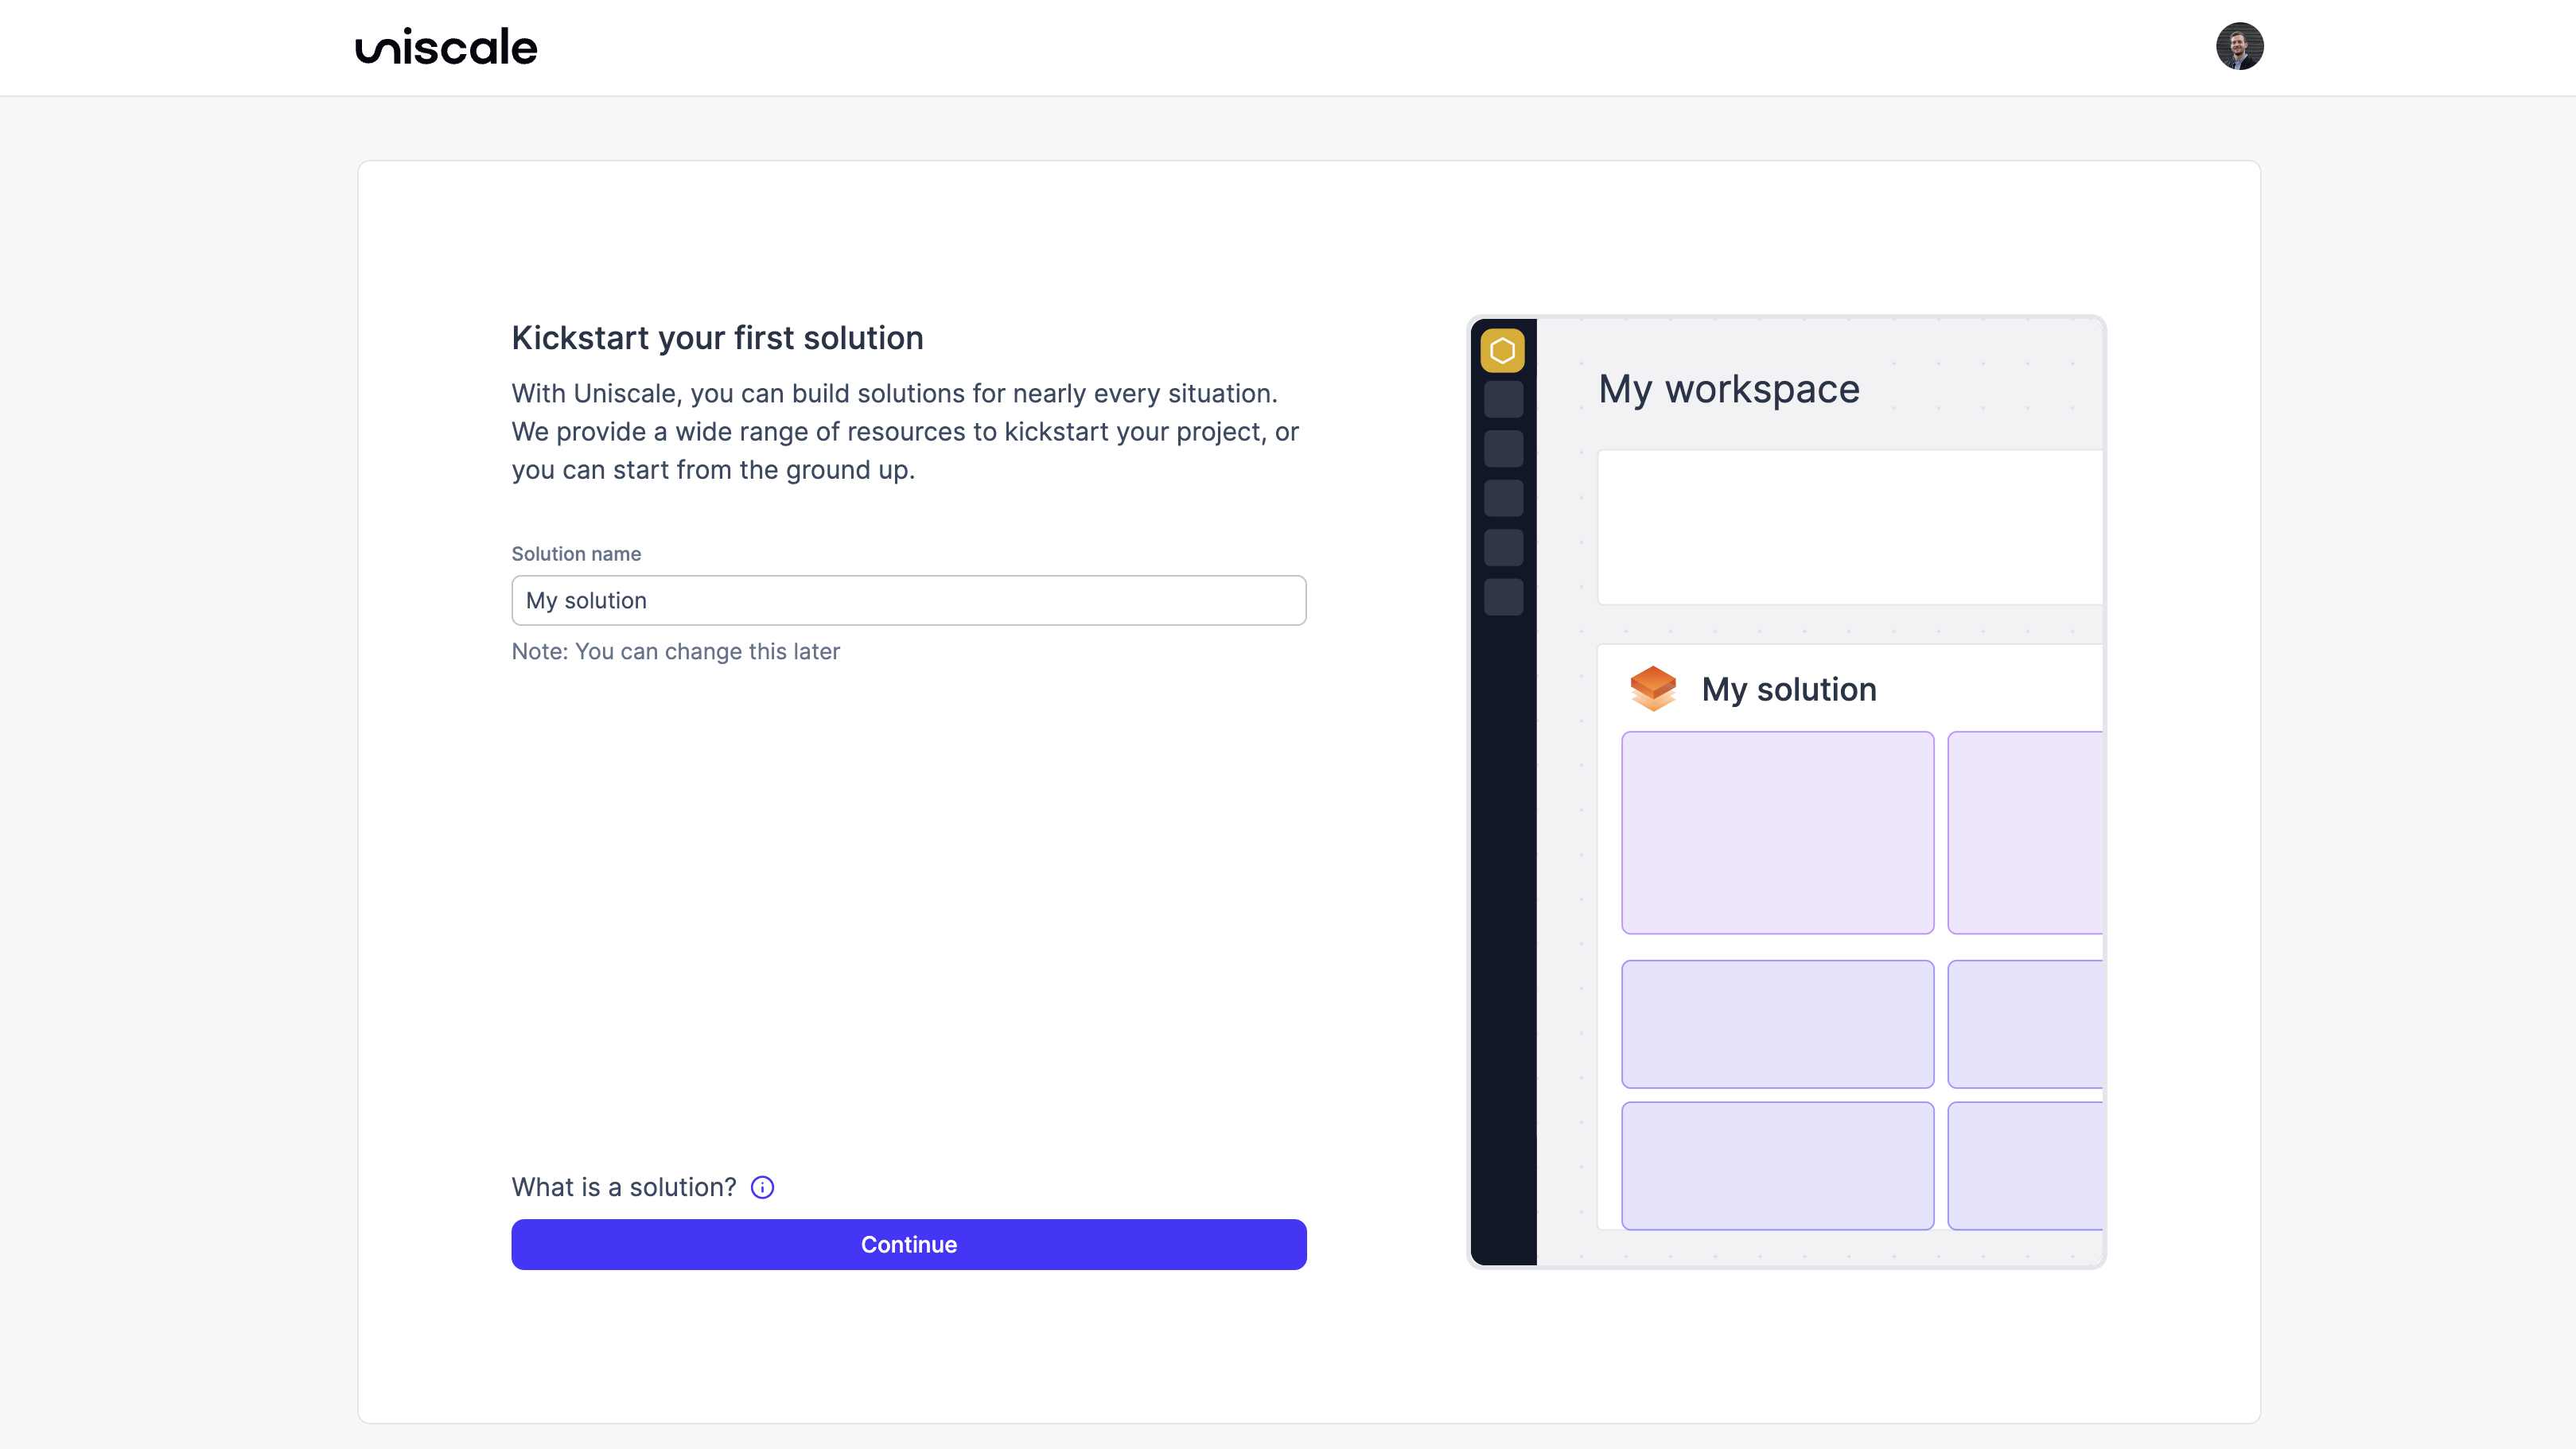 uniscale
Kickstart your first solution
With Uniscale, you can build solutions for nearly every situation.
We provide a wide range of resources to kickstart your project, or
you can start from the ground up.
Solution name
My solution
Note: You can change this later
What is a solution?
Continue
My workspace
My solution